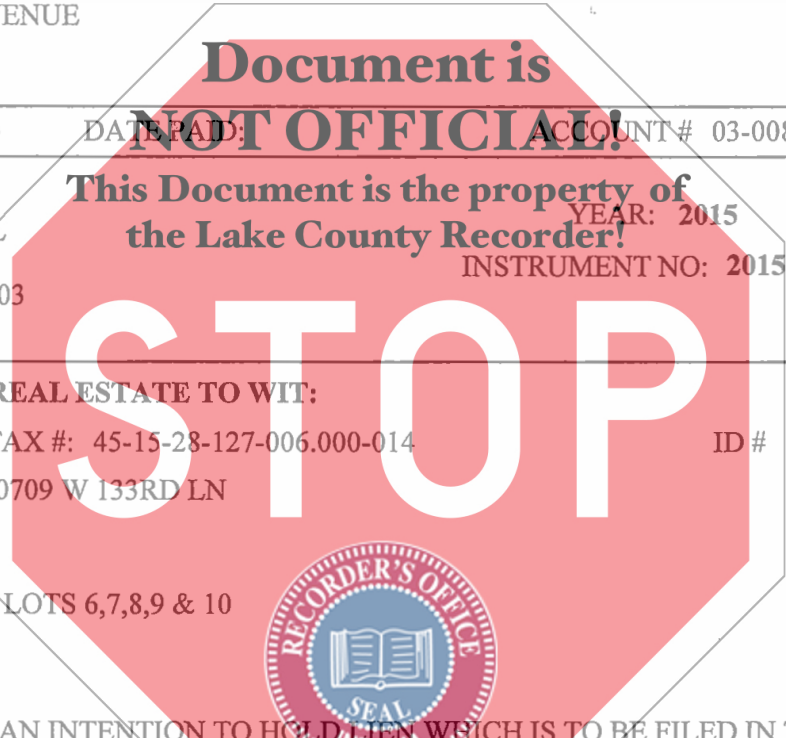 ENUE
Document is
NOT OFFICIAL!
DATE PAID: ACCOUNT # 03-008
This Document is the property of
the Lake County Recorder!
YEAR: 2015
INSTRUMENT NO: 2015
03
STOP
REAL ESTATE TO WIT:
TAX #: 45-15-28-127-006.000-014 ID #
0709 W 133RD LN
LOTS 6,7,8,9 & 10
RECORDER'S OFFICE
SEAL
AN INTENTION TO HOLD LIEN WHICH IS TO BE FILED IN